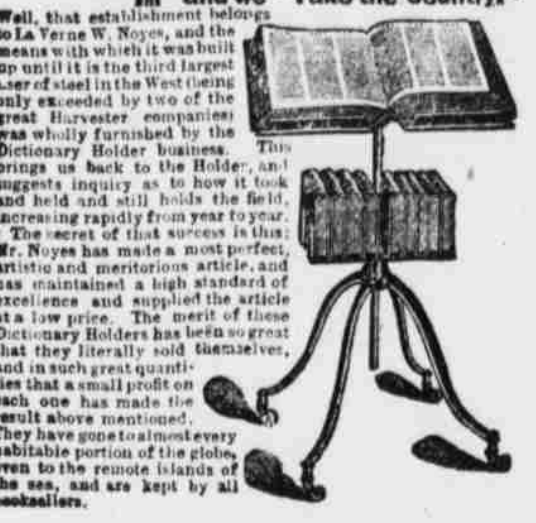 and we
Well, that establishment belongs
to La Verne W. Noyes, and the
means with which it was built
up until it is the third largest
user of steel in the West (being
only exceeded by two of the
great Harvester companies)
was wholly furnished by the
Dictionary Holder business. This
brings us back to the Holder, and
suggests inquiry as to how it took
and held and still holds the field,
increasing rapidly from year to year.
The secret of that success is this:
Mr. Noyes has made a most perfect,
artistic and meritorious article, and
has maintained a high standard of
excellence and supplied the article
at a low price. The merit of these
Dictionary Holders has been so great
that they literally sold themselves,
and in such great quanti-
ties that a small profit on
each one has made the
result above mentioned.
They have gone to almost every
habitable portion of the globe,
even to the remote islands of
the sea, and are kept by all
booksellers.